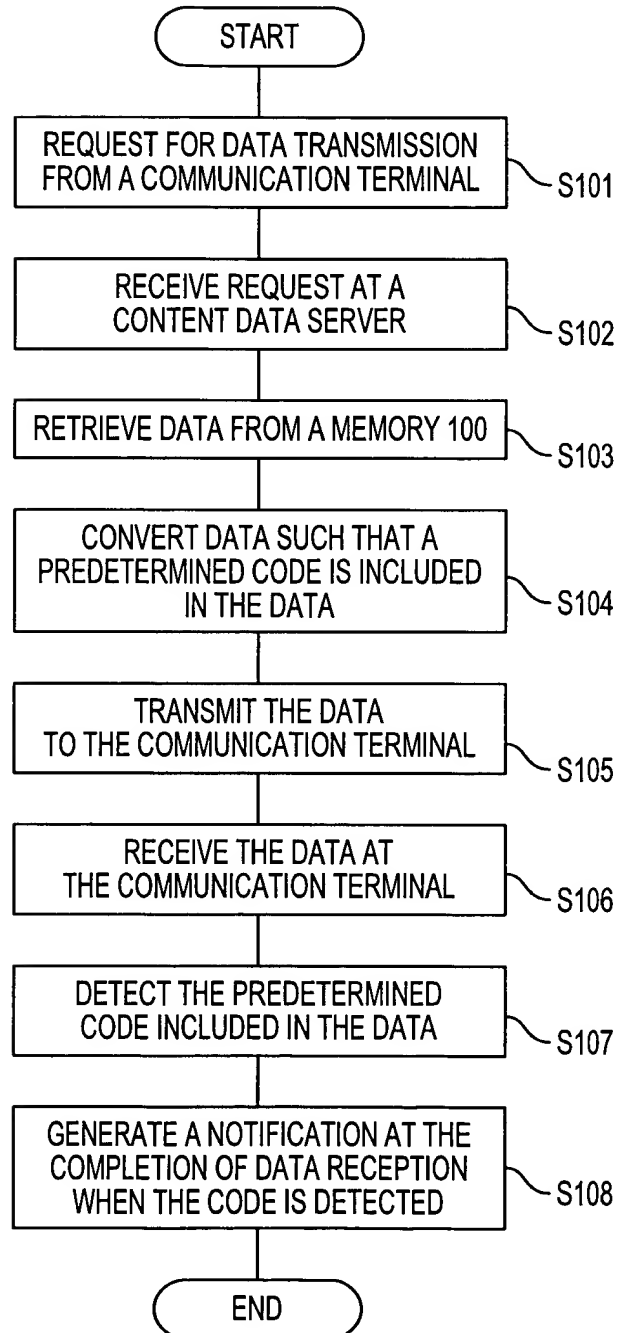 START
REQUEST FOR DATA TRANSMISSION
FROM A COMMUNICATION TERMINAL
S101
RECEIVE REQUEST AT A
CONTENT DATA SERVER
S102
RETRIEVE DATA FROM A MEMORY 100
S103
CONVERT DATA SUCH THAT A
PREDETERMINED CODE IS INCLUDED
IN THE DATA
S104
TRANSMIT THE DATA
TO THE COMMUNICATION TERMINAL
S105
RECEIVE THE DATA AT
THE COMMUNICATION TERMINAL
S106
DETECT THE PREDETERMINED
CODE INCLUDED IN THE DATA
S107
GENERATE A NOTIFICATION AT THE
COMPLETION OF DATA RECEPTION
WHEN THE CODE IS DETECTED
S108
END